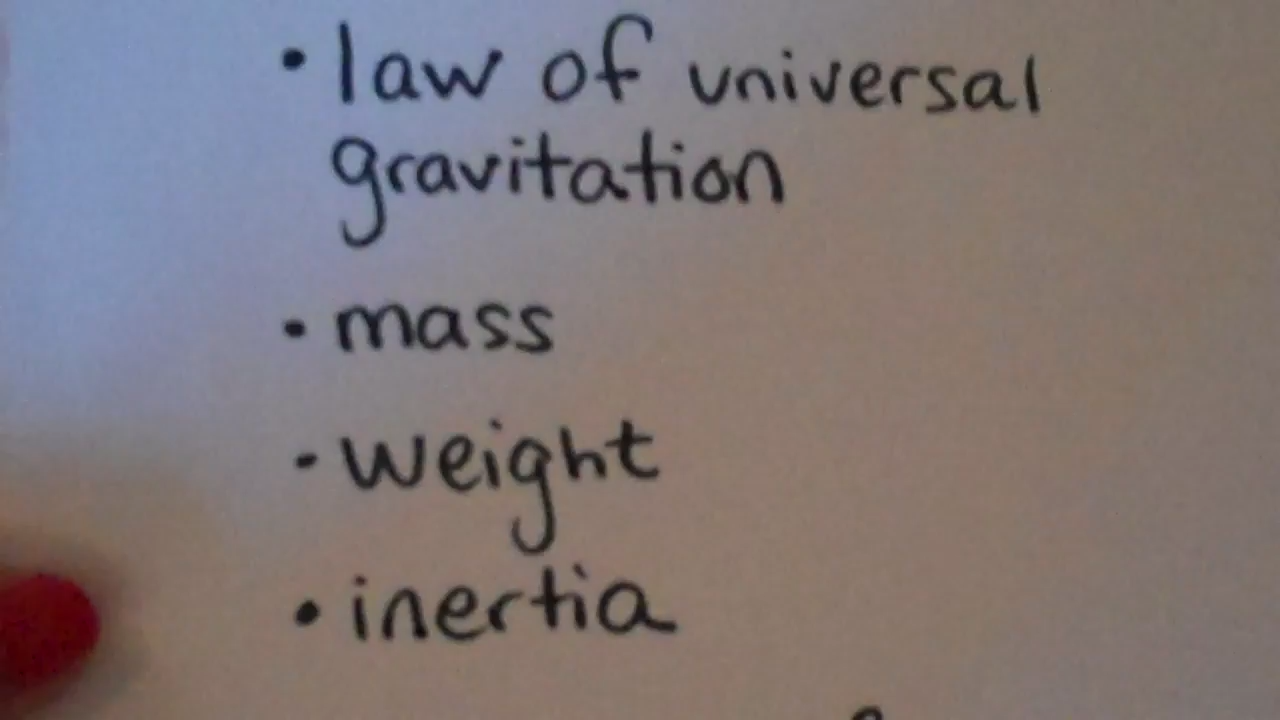 • law of universal
gravitation
• mass
• weight
• inertia